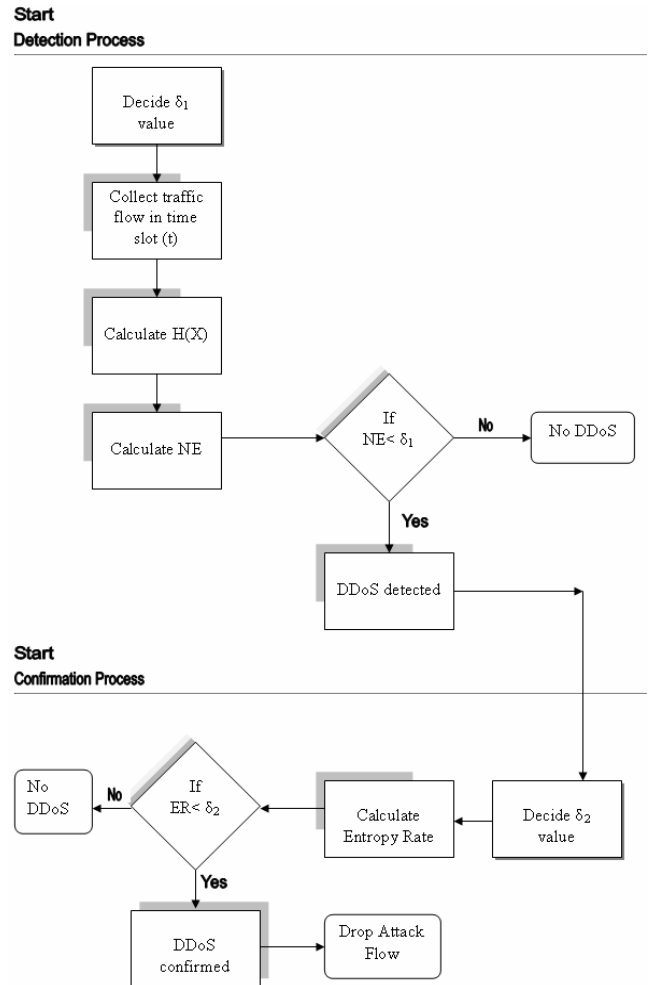 Start
Detection Process
Decide δ1
value
Collect traffic
flow in time
slot (t)
Calculate H(X)
Calculate NE
If
NE< δ1
No
No DDoS
Yes
DDoS detected
Start
Confirmation Process
Decide δ2
value
Calculate
Entropy Rate
If
ER< δ2
No
No
DDoS
Yes
DDoS
confirmed
Drop Attack
Flow